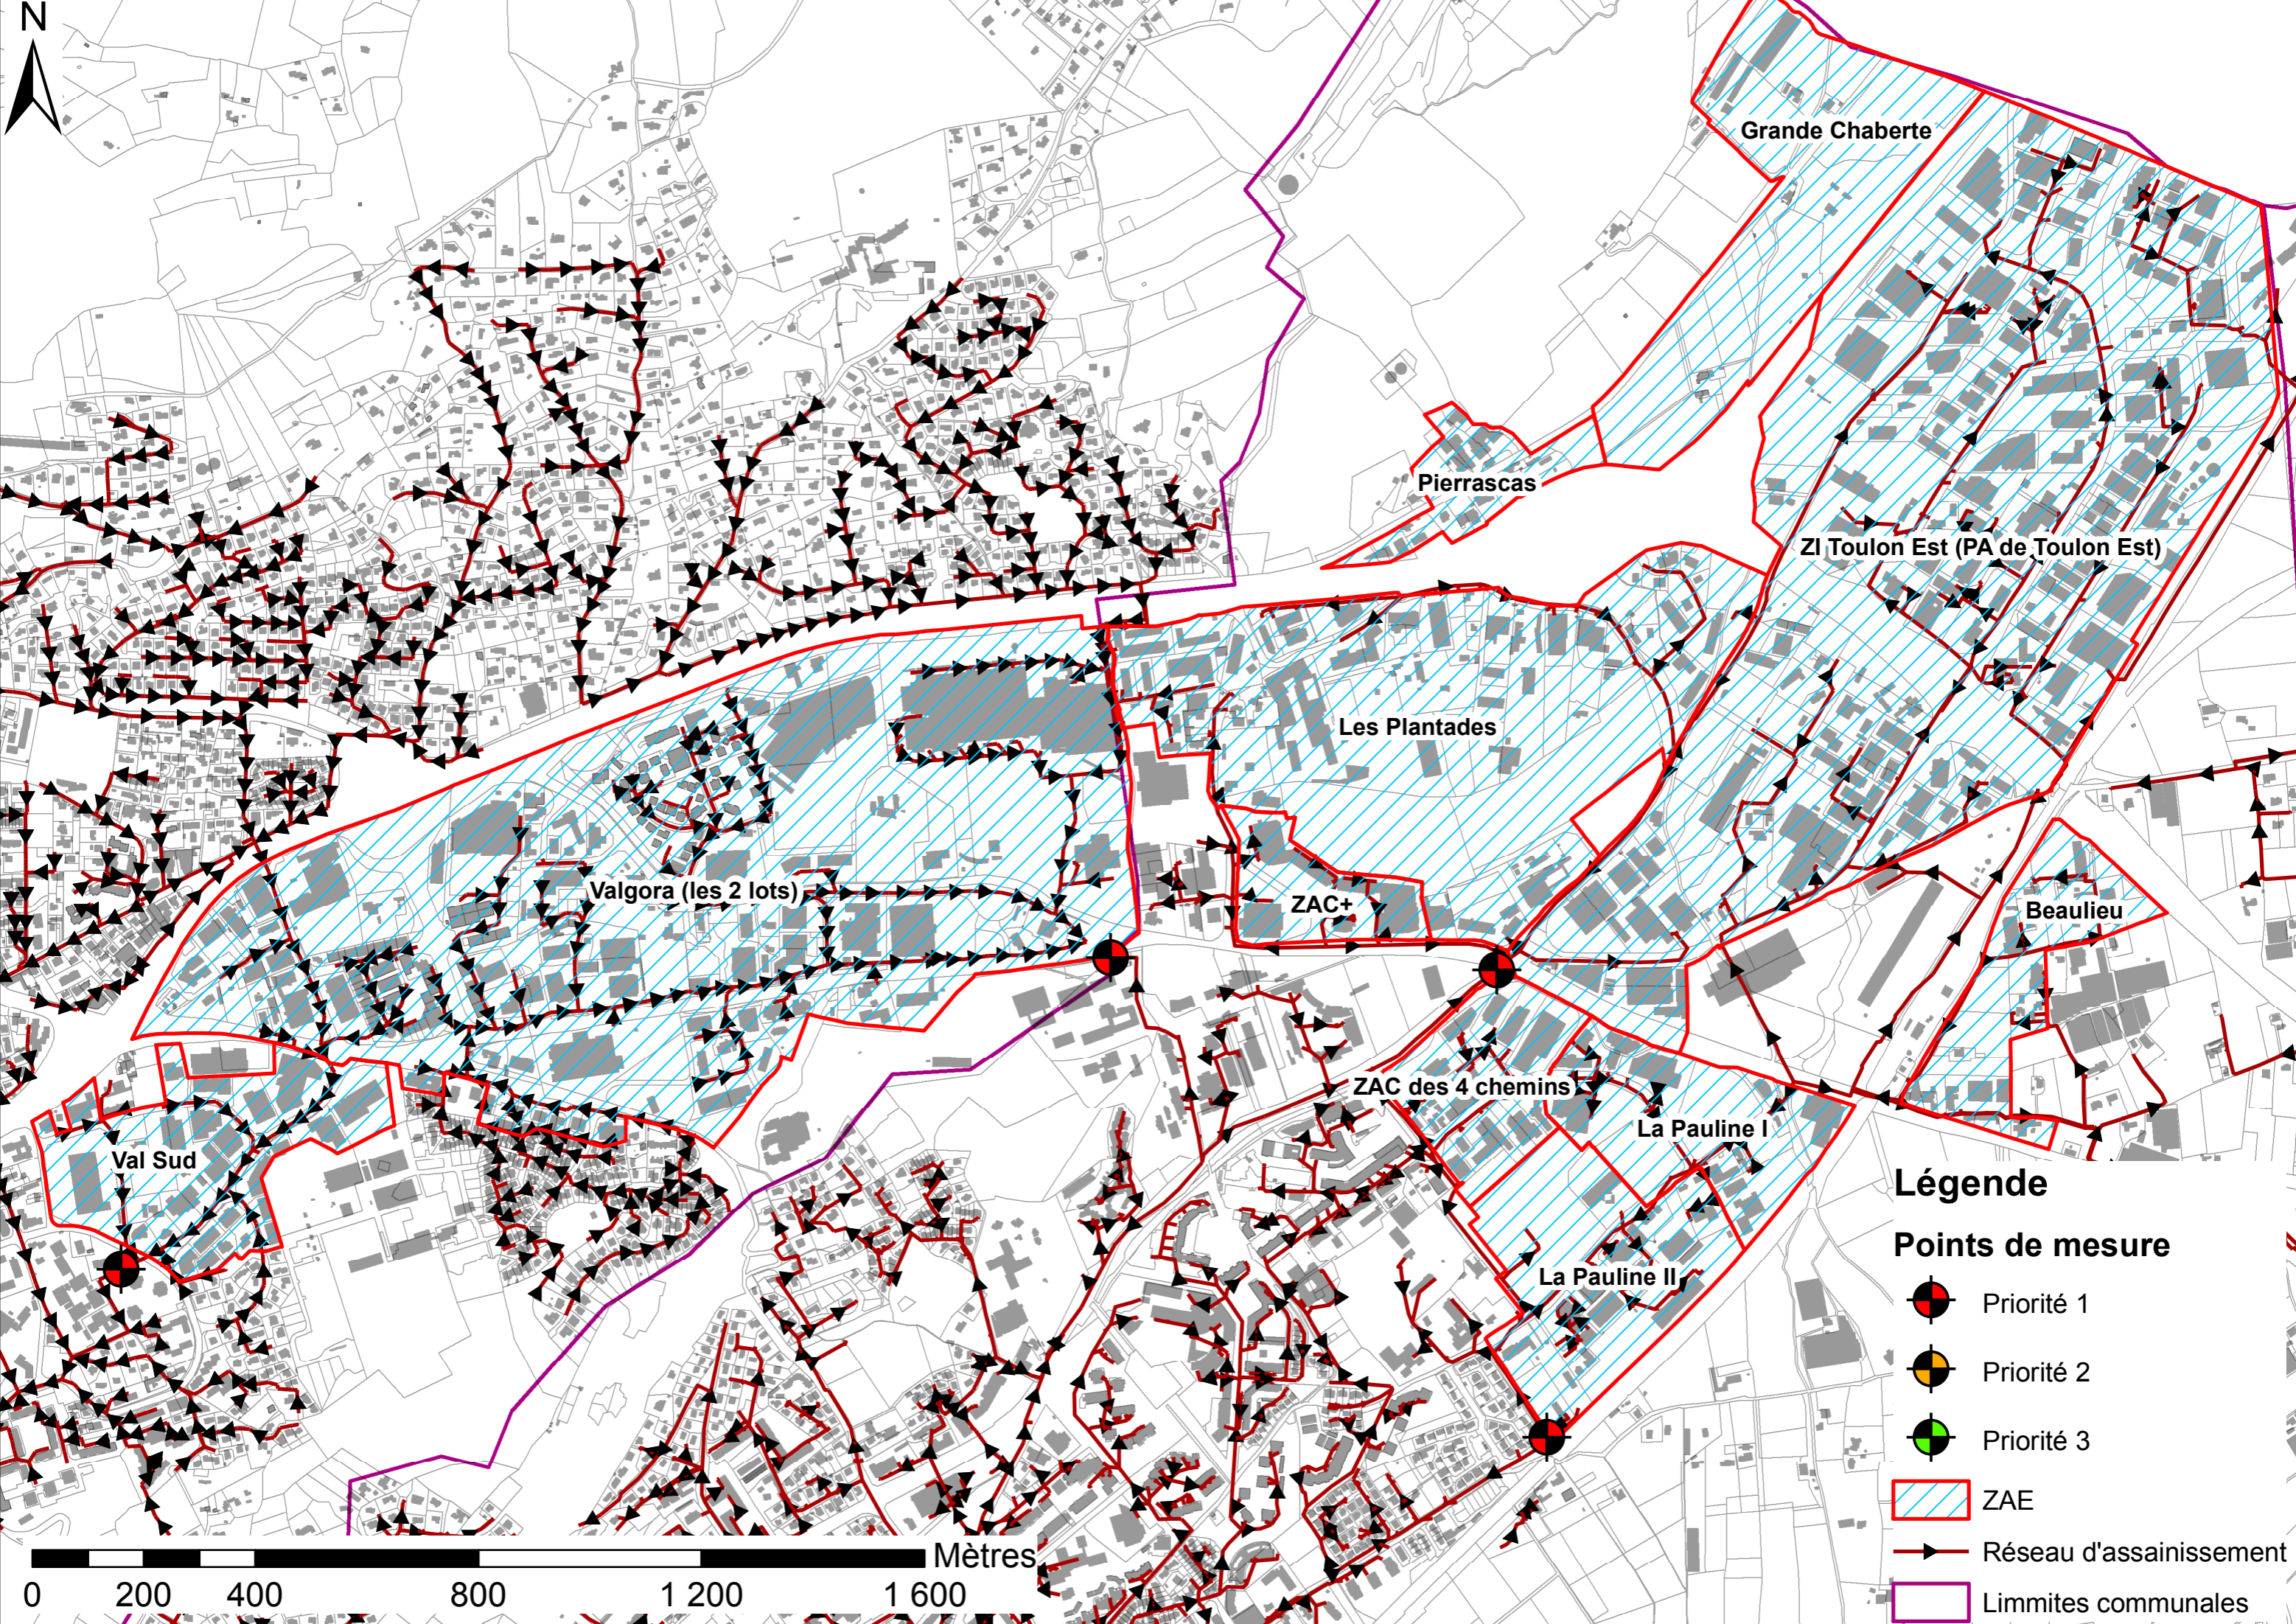 N
Grande Chaberte
Pierrascas
ZI Toulon Est (PA de Toulon Est)
Les Plantades
Valgora (les 2 lots)
ZAC+
Beaulieu
ZAC des 4 chemins
La Pauline I
Val Sud
La Pauline II
Légende
Points de mesure
Priorité 1
Priorité 2
Priorité 3
ZAE
Réseau d'assainissement
Limmites communales
Mètres
0 200 400 800 1 200 1 600